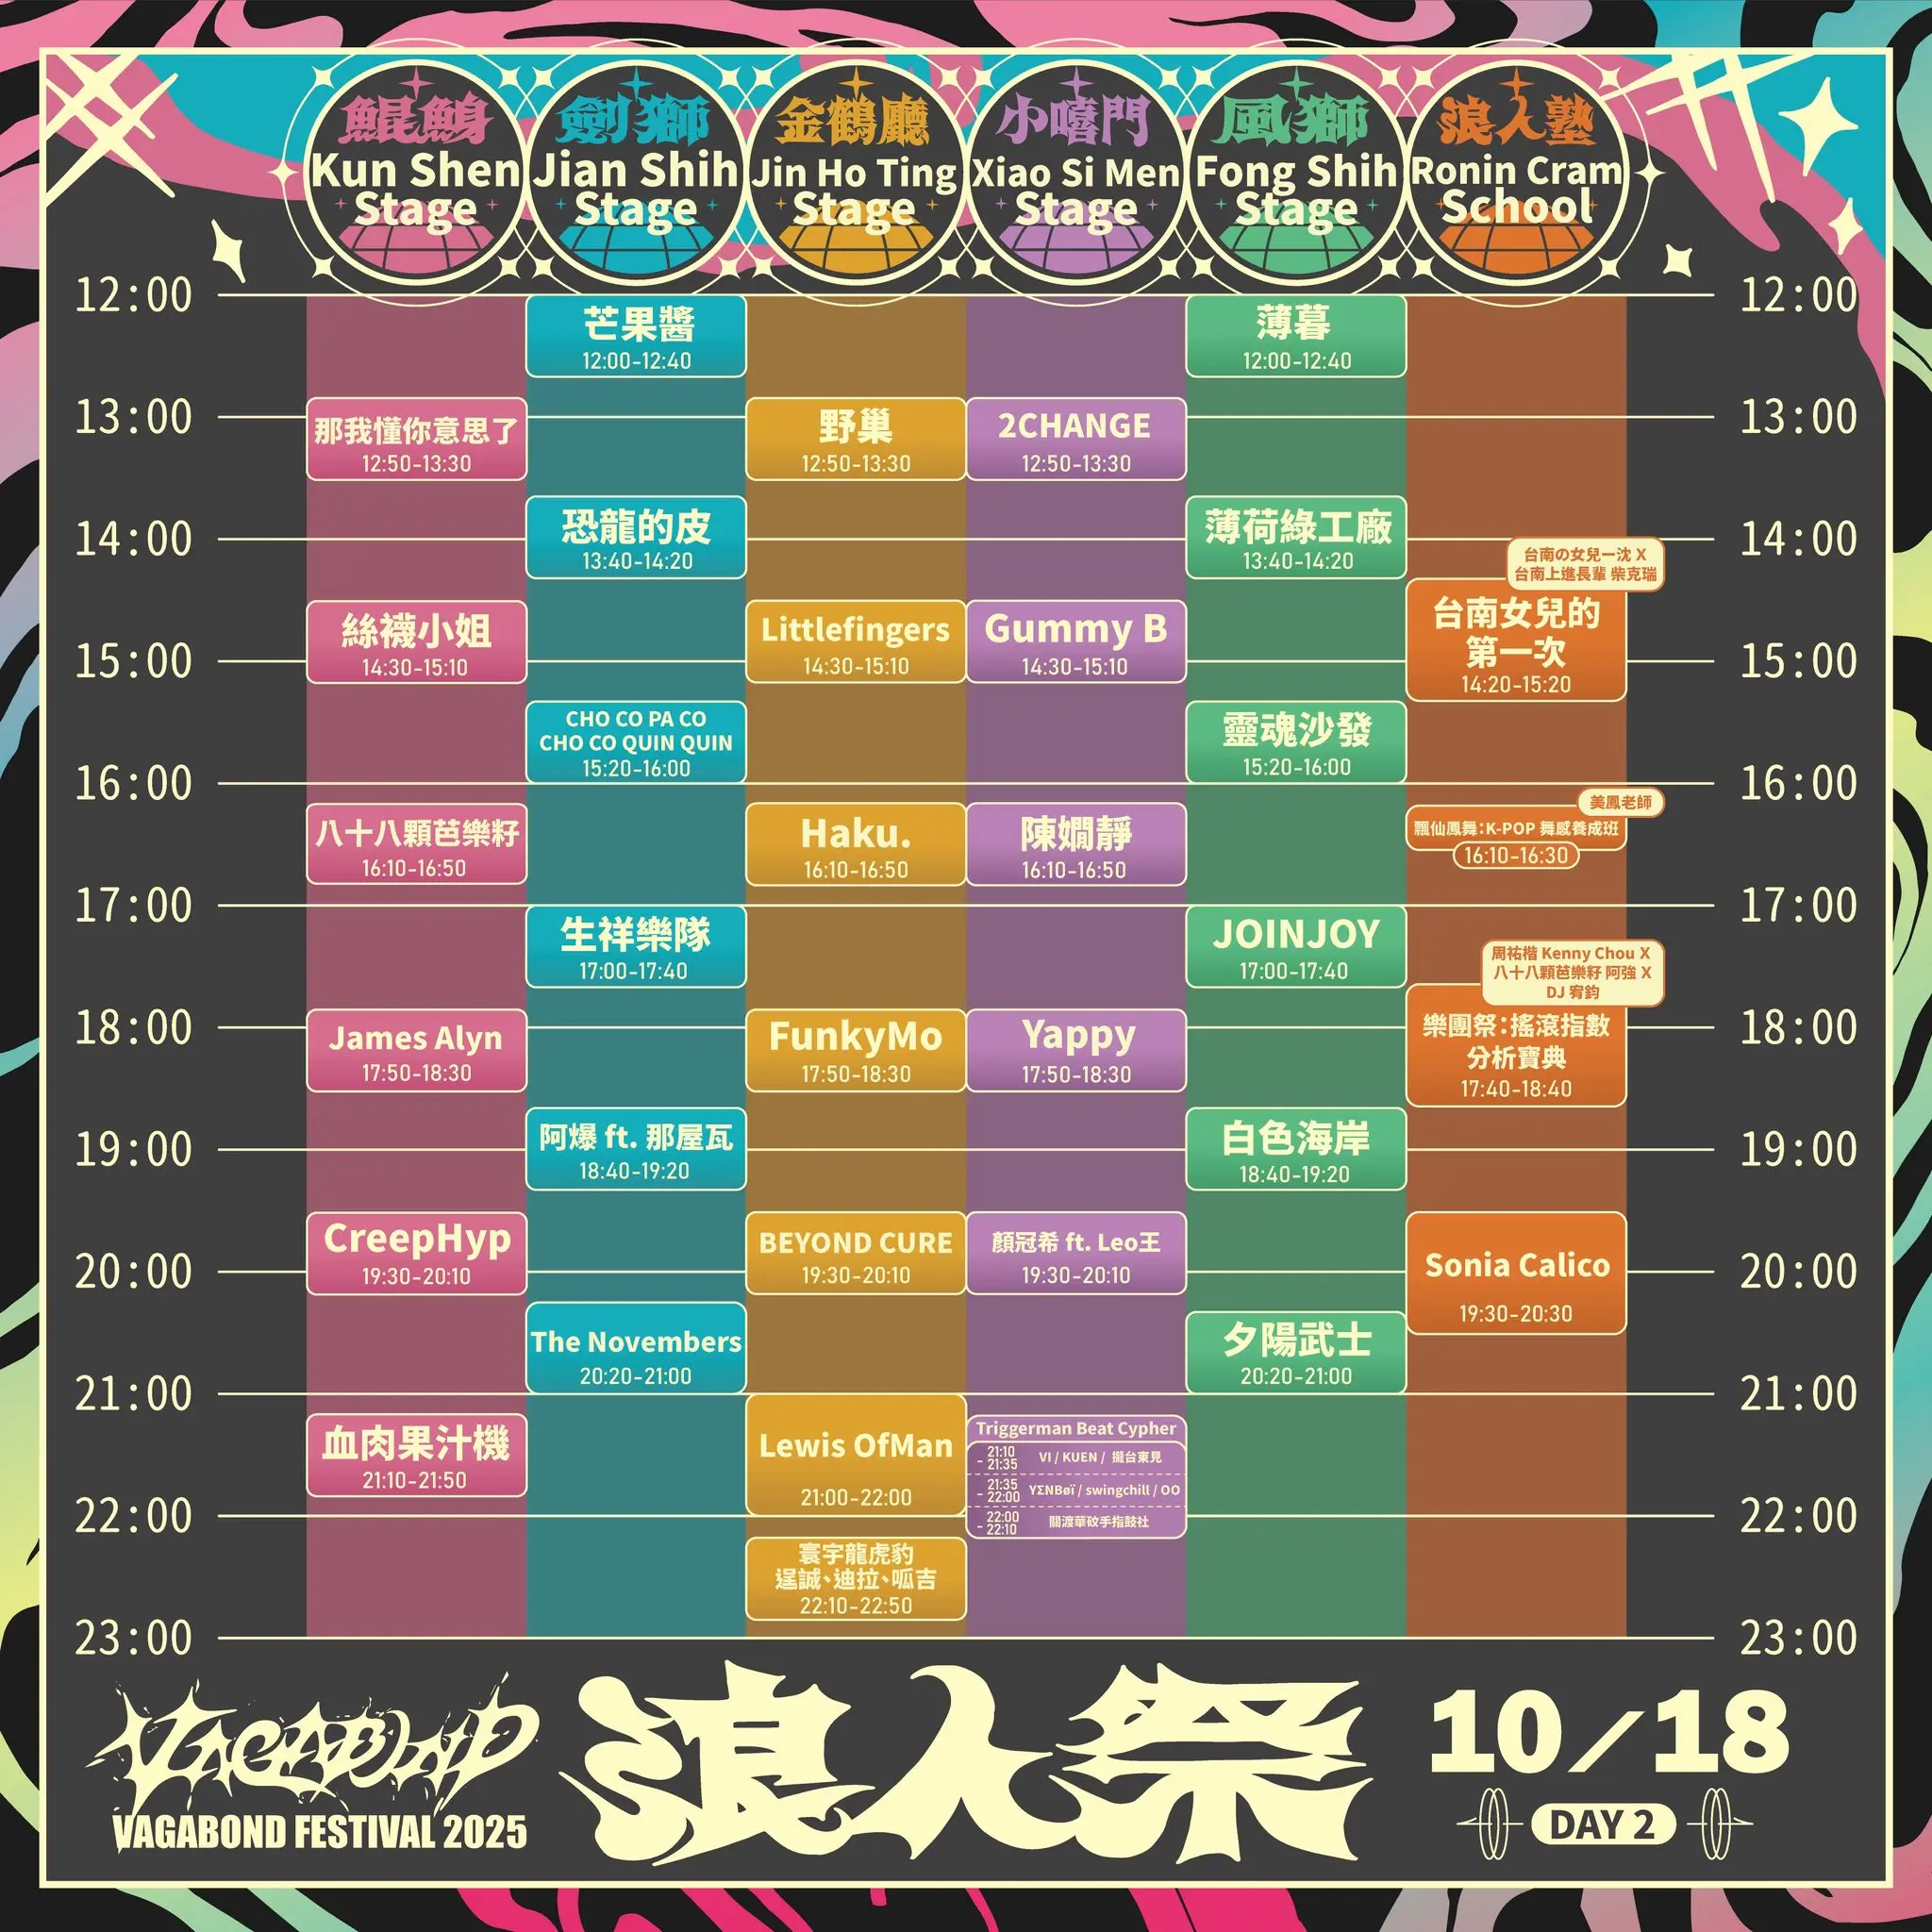 鯤鯓
Kun Shen
Stage
劍獅
Jian Shih
Stage
金鶴廳
Jin Ho Ting
Stage
小嘻門
Xiao Si Men
Stage
風獅
Fong Shih
Stage
浪人塾
Ronin Cram
School
12:00
12:00
芒果醬
12:00-12:40
薄暮
12:00-12:40
13:00
13:00
那我懂你意思了
12:50-13:30
野巢
12:50-13:30
2CHANGE
12:50-13:30
恐龍的皮
13:40-14:20
薄荷綠工廠
13:40-14:20
14:00
14:00
台南の女兒一沈 X
台南上進長輩 柴克瑞
台南女兒的
第一次
14:20-15:20
絲襪小姐
14:30-15:10
Littlefingers
14:30-15:10
Gummy B
14:30-15:10
15:00
15:00
CHO CO PA CO
CHO CO QUIN QUIN
15:20-16:00
靈魂沙發
15:20-16:00
16:00
16:00
八十八顆芭樂籽
16:10-16:50
Haku.
16:10-16:50
陳嫺靜
16:10-16:50
美鳳老師
飄仙鳳舞:K-POP 舞感養成班
16:10-16:30
17:00
17:00
生祥樂隊
17:00-17:40
JOINJOY
17:00-17:40
周祐楷 Kenny Chou X
八十八顆芭樂籽 阿強 X
DJ 宥鈞
樂團祭:搖滾指數
分析寶典
17:40-18:40
18:00
18:00
James Alyn
17:50-18:30
FunkyMo
17:50-18:30
Yappy
17:50-18:30
阿爆 ft. 那屋瓦
18:40-19:20
白色海岸
18:40-19:20
19:00
19:00
CreepHyp
19:30-20:10
BEYOND CURE
19:30-20:10
顏冠希 ft. Leo王
19:30-20:10
Sonia Calico
19:30-20:30
20:00
20:00
The Novembers
20:20-21:00
夕陽武士
20:20-21:00
21:00
21:00
血肉果汁機
21:10-21:50
Lewis OfMan
21:00-22:00
Triggerman Beat Cypher
21:10
- 21:35
VI / KUEN / 攏台東見
21:35
- 22:00
YΣNBøï / swingchill / OO
22:00
- 22:10
關渡華砇手指鼓社
22:00
22:00
寰宇龍虎豹
逞誠、迪拉、呱吉
22:10-22:50
23:00
23:00
VAGABOND
VAGABOND FESTIVAL 2025
浪人祭
10/18
DAY 2